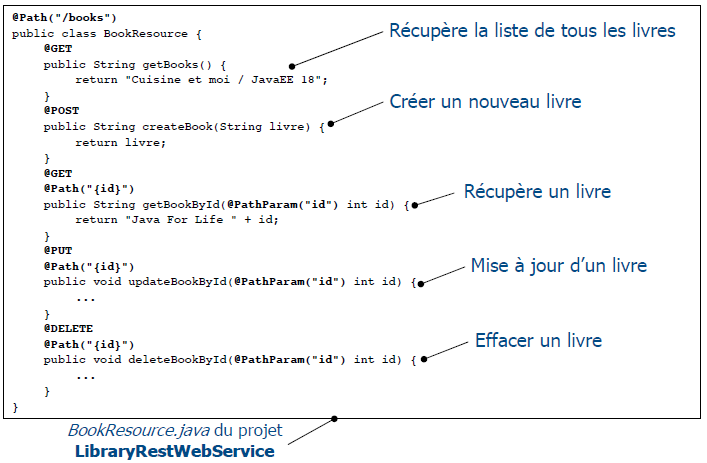 @Path("/books")
public class BookResource {
@GET
public String getBooks() {
return "Cuisine et moi / JavaEE 18";
}
@POST
public String createBook(String livre) {
return livre;
}
@GET
@Path("{id}")
public String getBookById(@PathParam("id") int id) {
return "Java For Life " + id;
}
@PUT
@Path("{id}")
public void updateBookById(@PathParam("id") int id) {
...
}
@DELETE
@Path("{id}")
public void deleteBookById(@PathParam("id") int id) {
...
}
}
Récupère la liste de tous les livres
Créer un nouveau livre
Récupère un livre
Mise à jour d’un livre
Effacer un livre
BookResource.java du projet
LibraryRestWebService